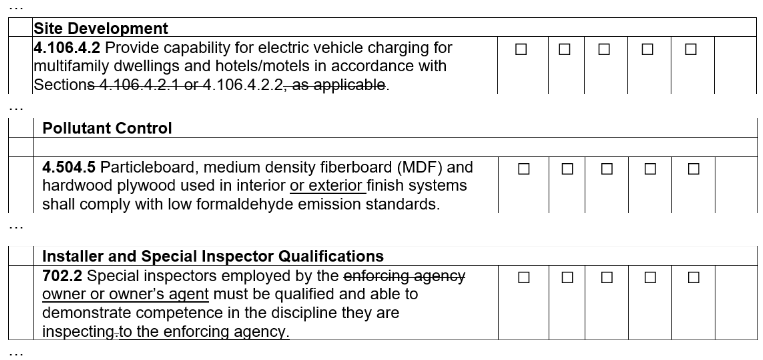 ...
Site Development
4.106.4.2 Provide capability for electric vehicle charging for ☐ ☐ ☐ ☐ ☐
multifamily dwellings and hotels/motels in accordance with
Sections 4.106.4.2.1 or 4.106.4.2.2, as applicable.
...
Pollutant Control
4.504.5 Particleboard, medium density fiberboard (MDF) and ☐ ☐ ☐ ☐ ☐
hardwood plywood used in interior or exterior finish systems
shall comply with low formaldehyde emission standards.
...
Installer and Special Inspector Qualifications
702.2 Special inspectors employed by the enforcing agency ☐ ☐ ☐ ☐ ☐
owner or owner's agent must be qualified and able to
demonstrate competence in the discipline they are
inspecting.to the enforcing agency.
...